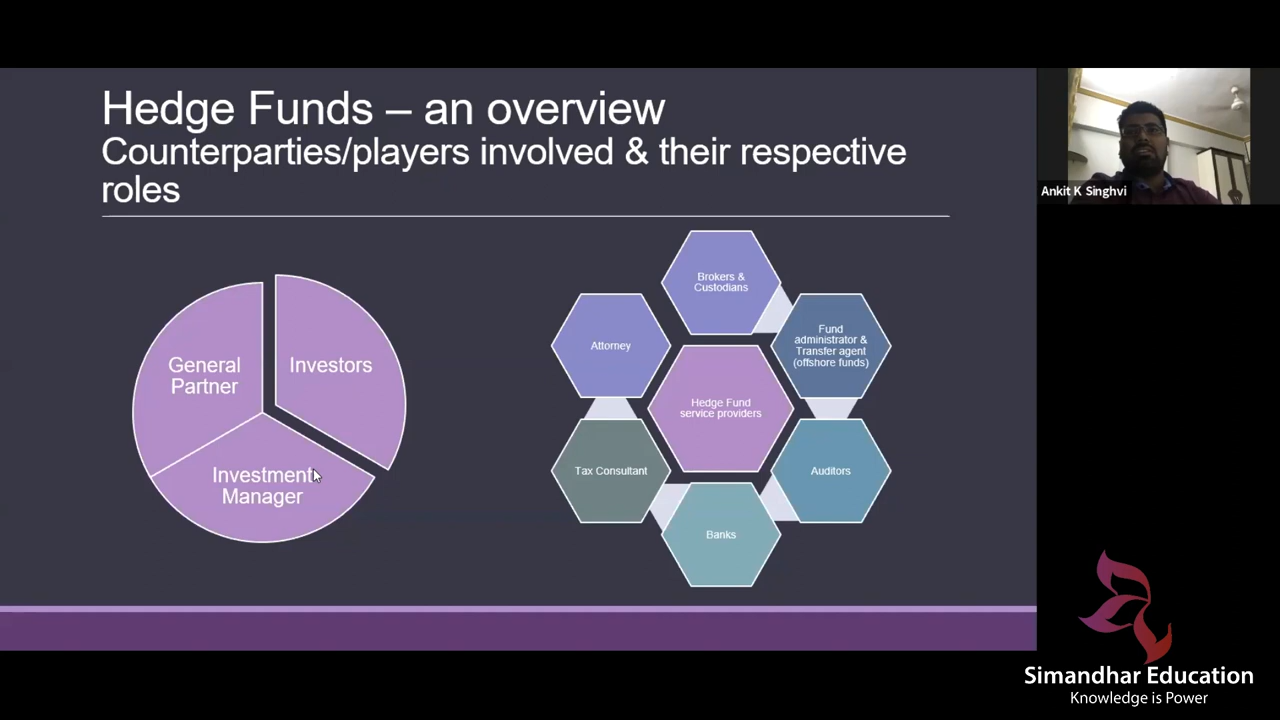 Hedge Funds – an overview
Counterparties/players involved & their respective
roles
General
Partner
Investors
Investment
Manager
Brokers &
Custodians
Attorney
Fund
administrator &
Transfer agent
(offshore funds)
Hedge Fund
service providers
Tax Consultant
Auditors
Banks
Ankit K Singhvi
Simandhar Education
Knowledge is Power